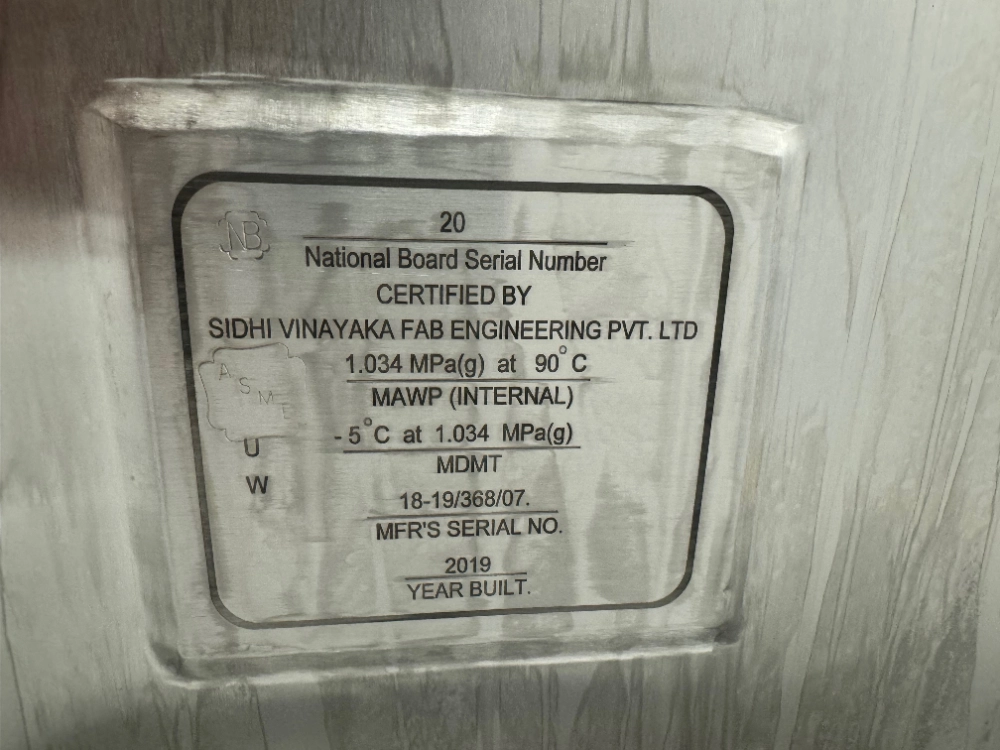 NB
20
National Board Serial Number
CERTIFIED BY
SIDHI VINAYAKA FAB ENGINEERING PVT. LTD
ASME
1.034 MPa(g) at 90°C
MAWP (INTERNAL)
-5°C at 1.034 MPa(g)
MDMT
U
W
18-19/368/07.
MFR'S SERIAL NO.
2019
YEAR BUILT.